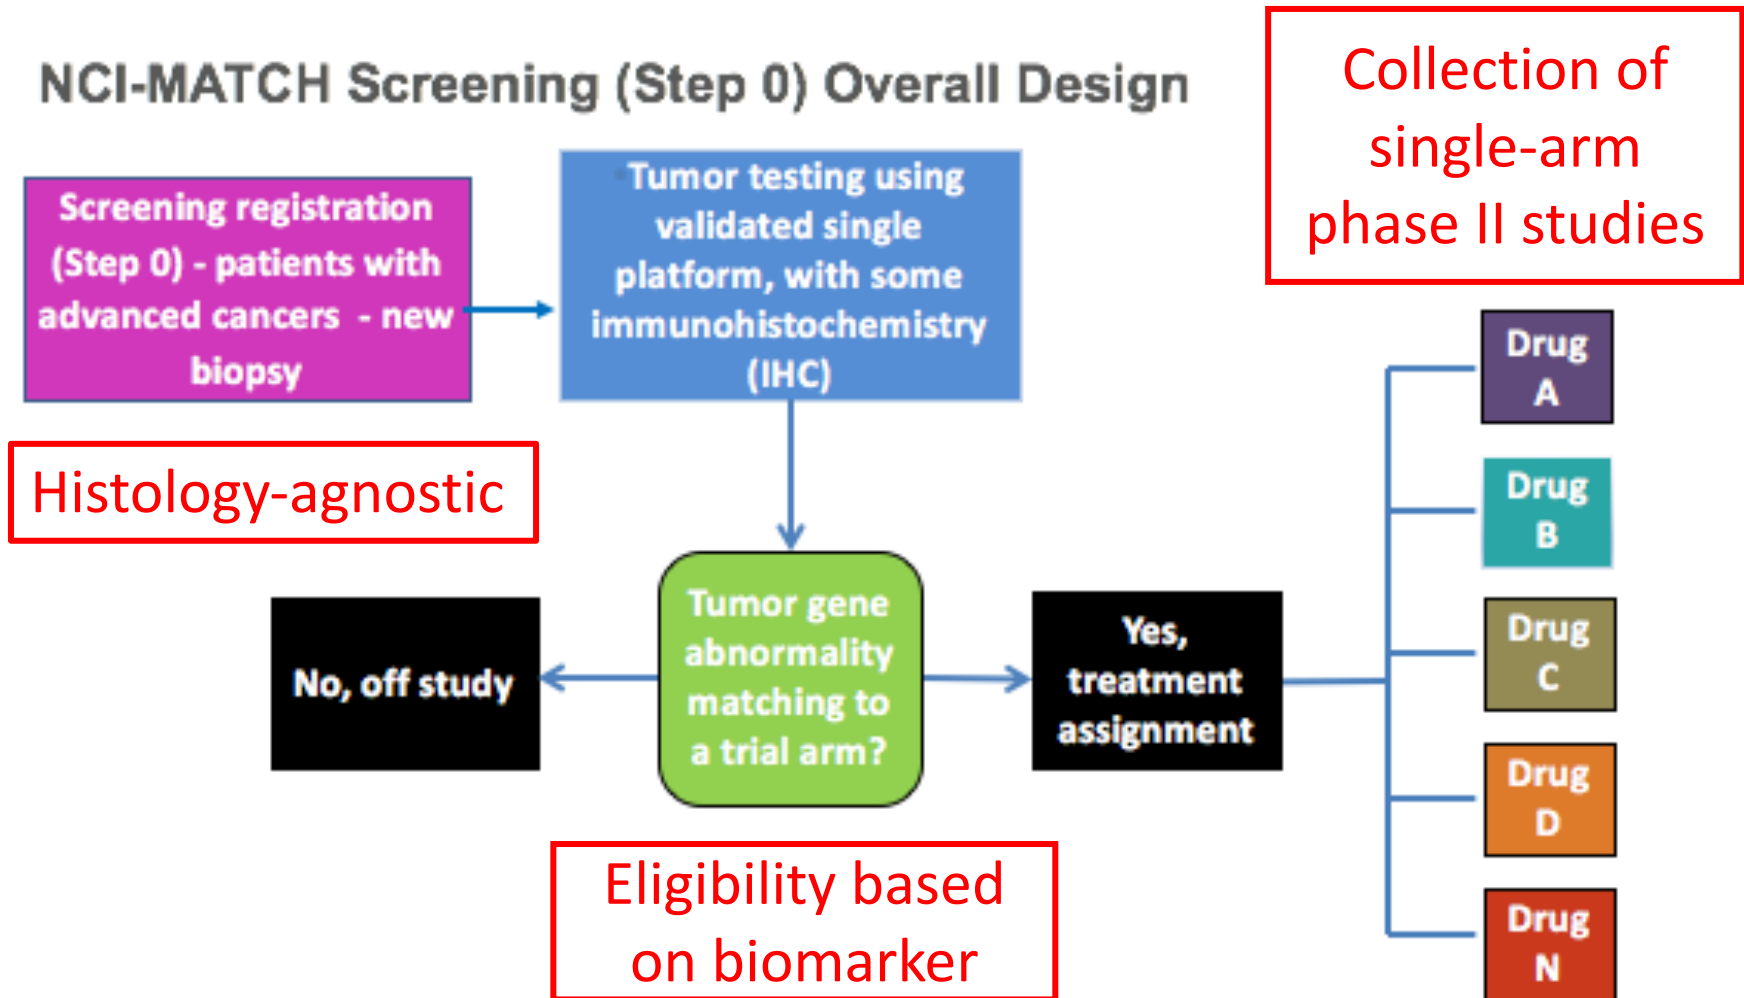 NCI-MATCH Screening (Step 0) Overall Design
Collection of
single-arm
phase II studies
Screening registration
(Step 0) - patients with
advanced cancers - new
biopsy
Tumor testing using
validated single
platform, with some
immunohistochemistry
(IHC)
Histology-agnostic
No, off study
Tumor gene
abnormality
matching to
a trial arm?
Yes,
treatment
assignment
Eligibility based
on biomarker
Drug
A
Drug
B
Drug
C
Drug
D
Drug
N